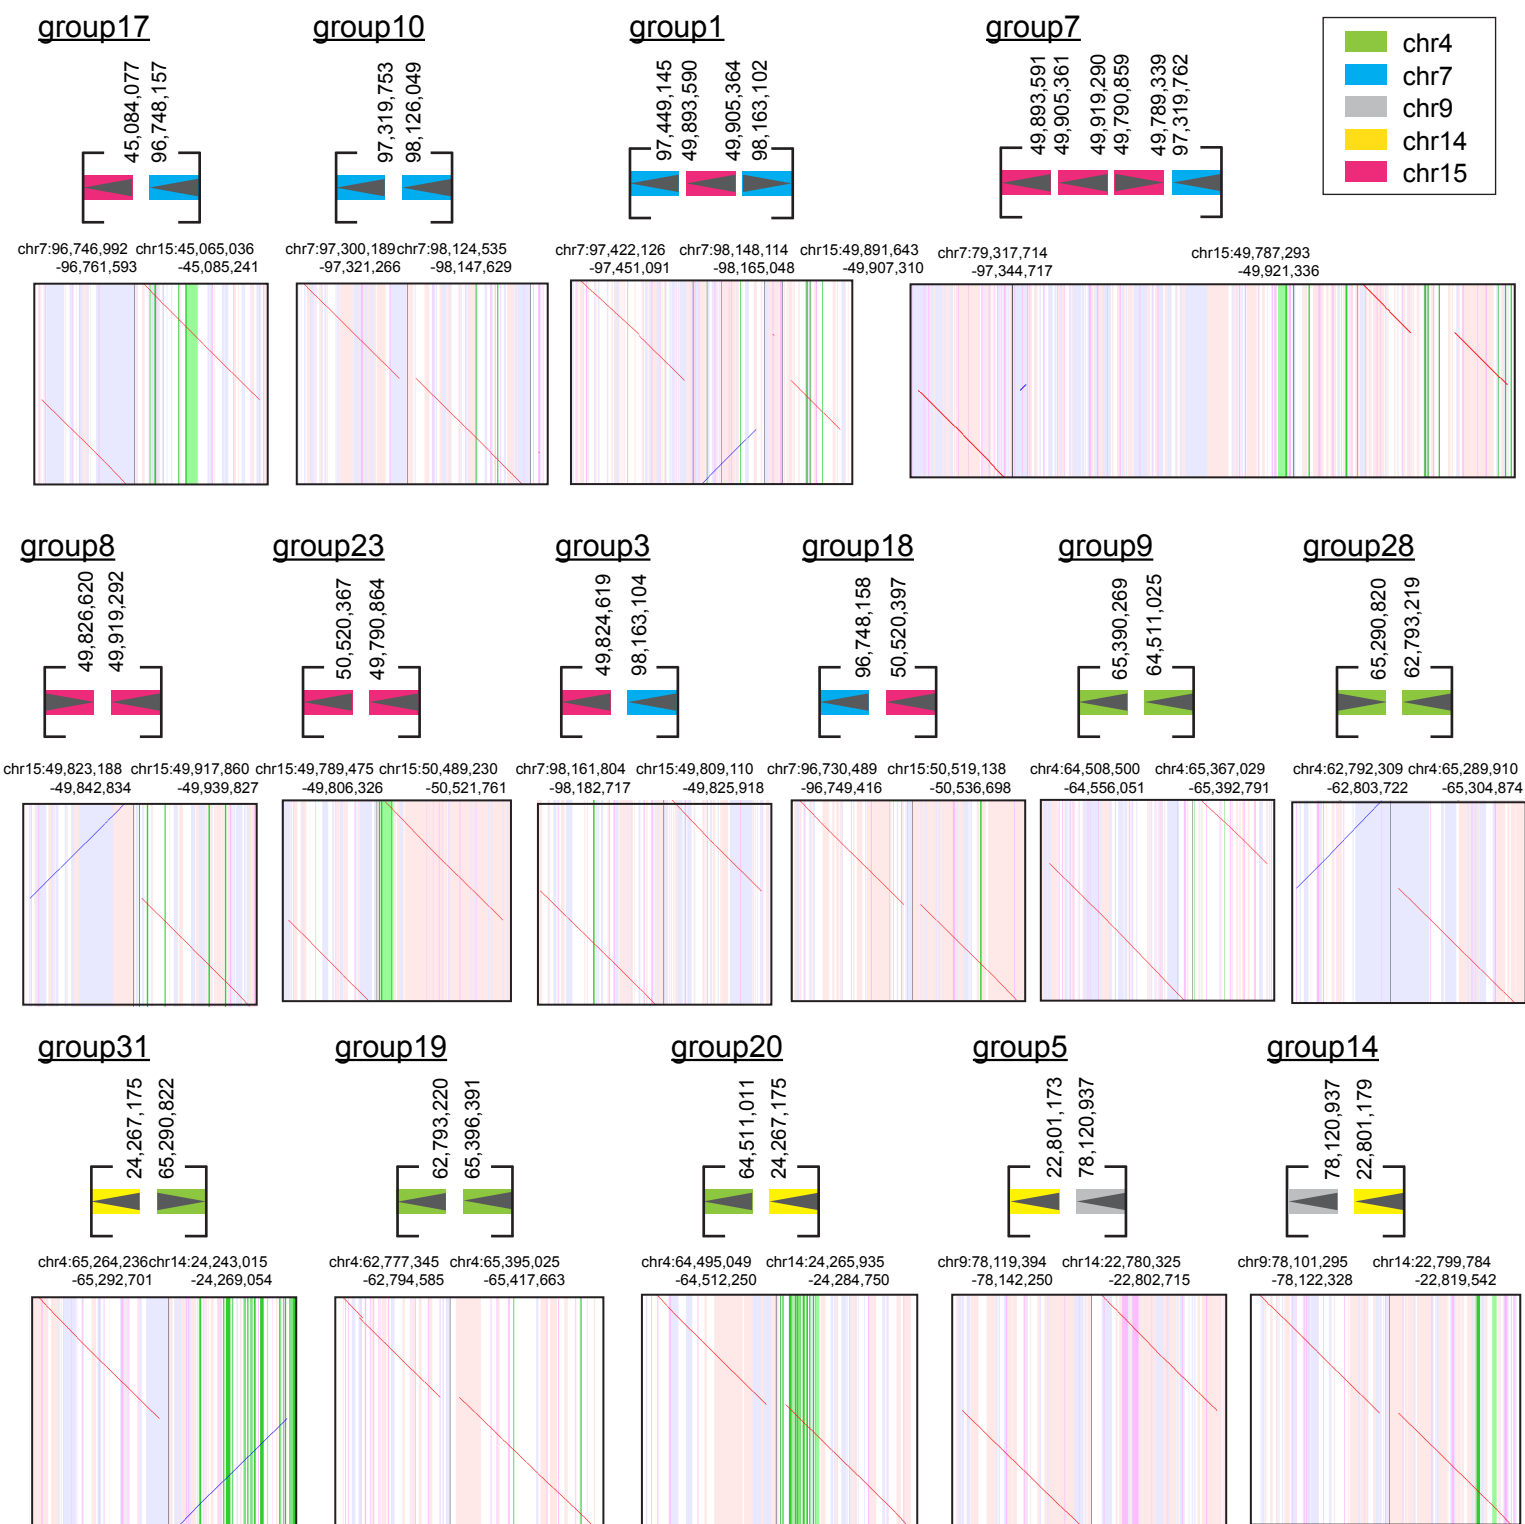 group17
45,084,077
96,748,157
chr7:96,746,992
-96,761,593
chr15:45,065,036
-45,085,241
group10
97,319,753
98,126,049
chr7:97,300,189
-97,321,266
chr7:98,124,535
-98,147,629
group1
97,449,145
49,893,590
49,905,364
98,163,102
chr7:97,422,126
-97,451,091
chr7:98,148,114
-98,165,048
chr15:49,891,643
-49,907,310
group7
49,893,591
49,905,361
49,919,290
49,790,859
49,789,339
97,319,762
chr7:79,317,714
-97,344,717
chr15:49,787,293
-49,921,336
chr4
chr7
chr9
chr14
chr15
group8
49,826,620
49,919,292
chr15:49,823,188
-49,842,834
chr15:49,917,860
-49,939,827
group23
50,520,367
49,790,864
chr15:49,789,475
-49,806,326
chr15:50,489,230
-50,521,761
group3
49,824,619
98,163,104
chr7:98,161,804
-98,182,717
chr15:49,809,110
-49,825,918
group18
96,748,158
50,520,397
chr7:96,730,489
-96,749,416
chr15:50,519,138
-50,536,698
group9
65,390,269
64,511,025
chr4:64,508,500
-64,556,051
chr4:65,367,029
-65,392,791
group28
65,290,820
62,793,219
chr4:62,792,309
-62,803,722
chr4:65,289,910
-65,304,874
group31
24,267,175
65,290,822
chr4:65,264,236
-65,292,701
chr14:24,243,015
-24,269,054
group19
62,793,220
65,396,391
chr4:62,777,345
-62,794,585
chr4:65,395,025
-65,417,663
group20
64,511,011
24,267,175
chr4:64,495,049
-64,512,250
chr14:24,265,935
-24,284,750
group5
22,801,173
78,120,937
chr9:78,119,394
-78,142,250
chr14:22,780,325
-22,802,715
group14
78,120,937
22,801,179
chr9:78,101,295
-78,122,328
chr14:22,799,784
-22,819,542